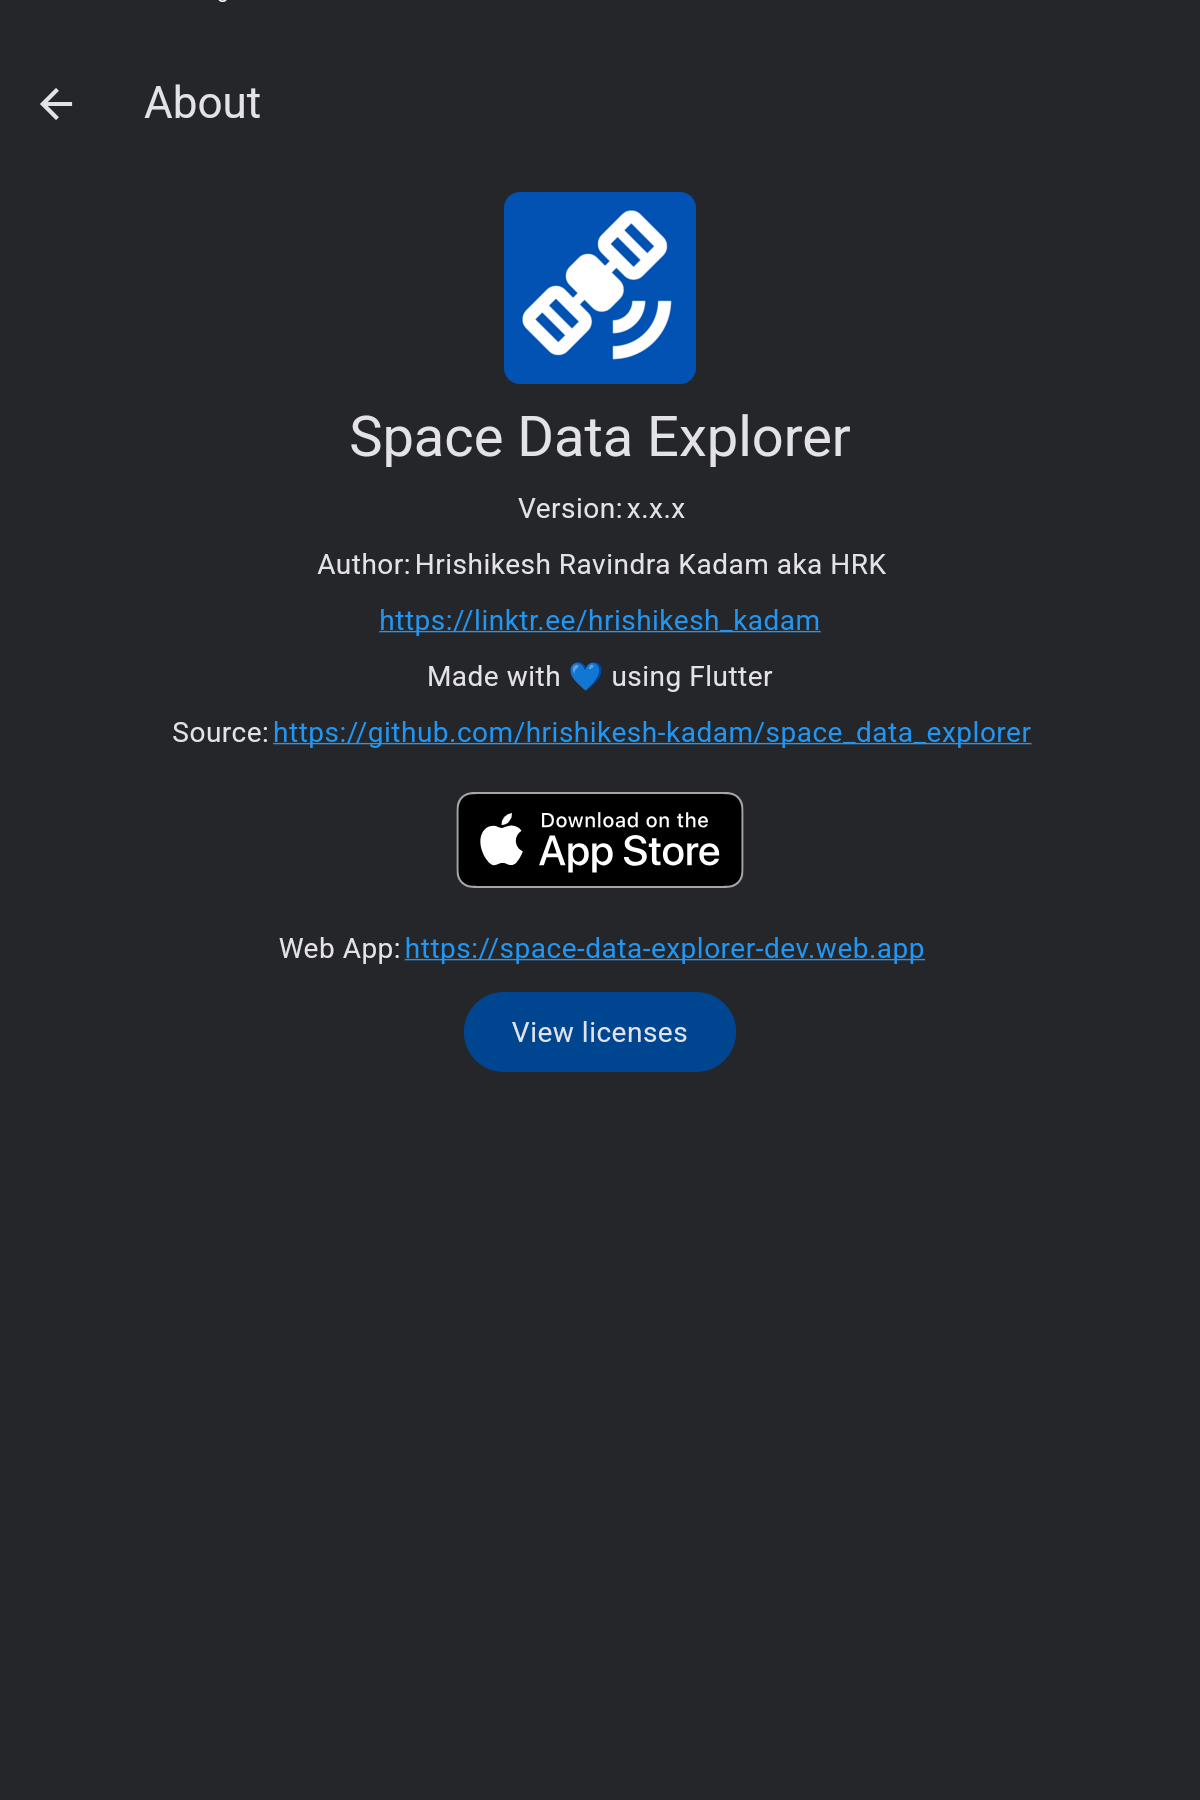 About
Space Data Explorer
Version: x.x.x
Author: Hrishikesh Ravindra Kadam aka HRK
https://linktr.ee/hrishikesh_kadam
Made with 💙 using Flutter
Source: https://github.com/hrishikesh-kadam/space_data_explorer
Download on the
App Store
Web App: https://space-data-explorer-dev.web.app
View licenses